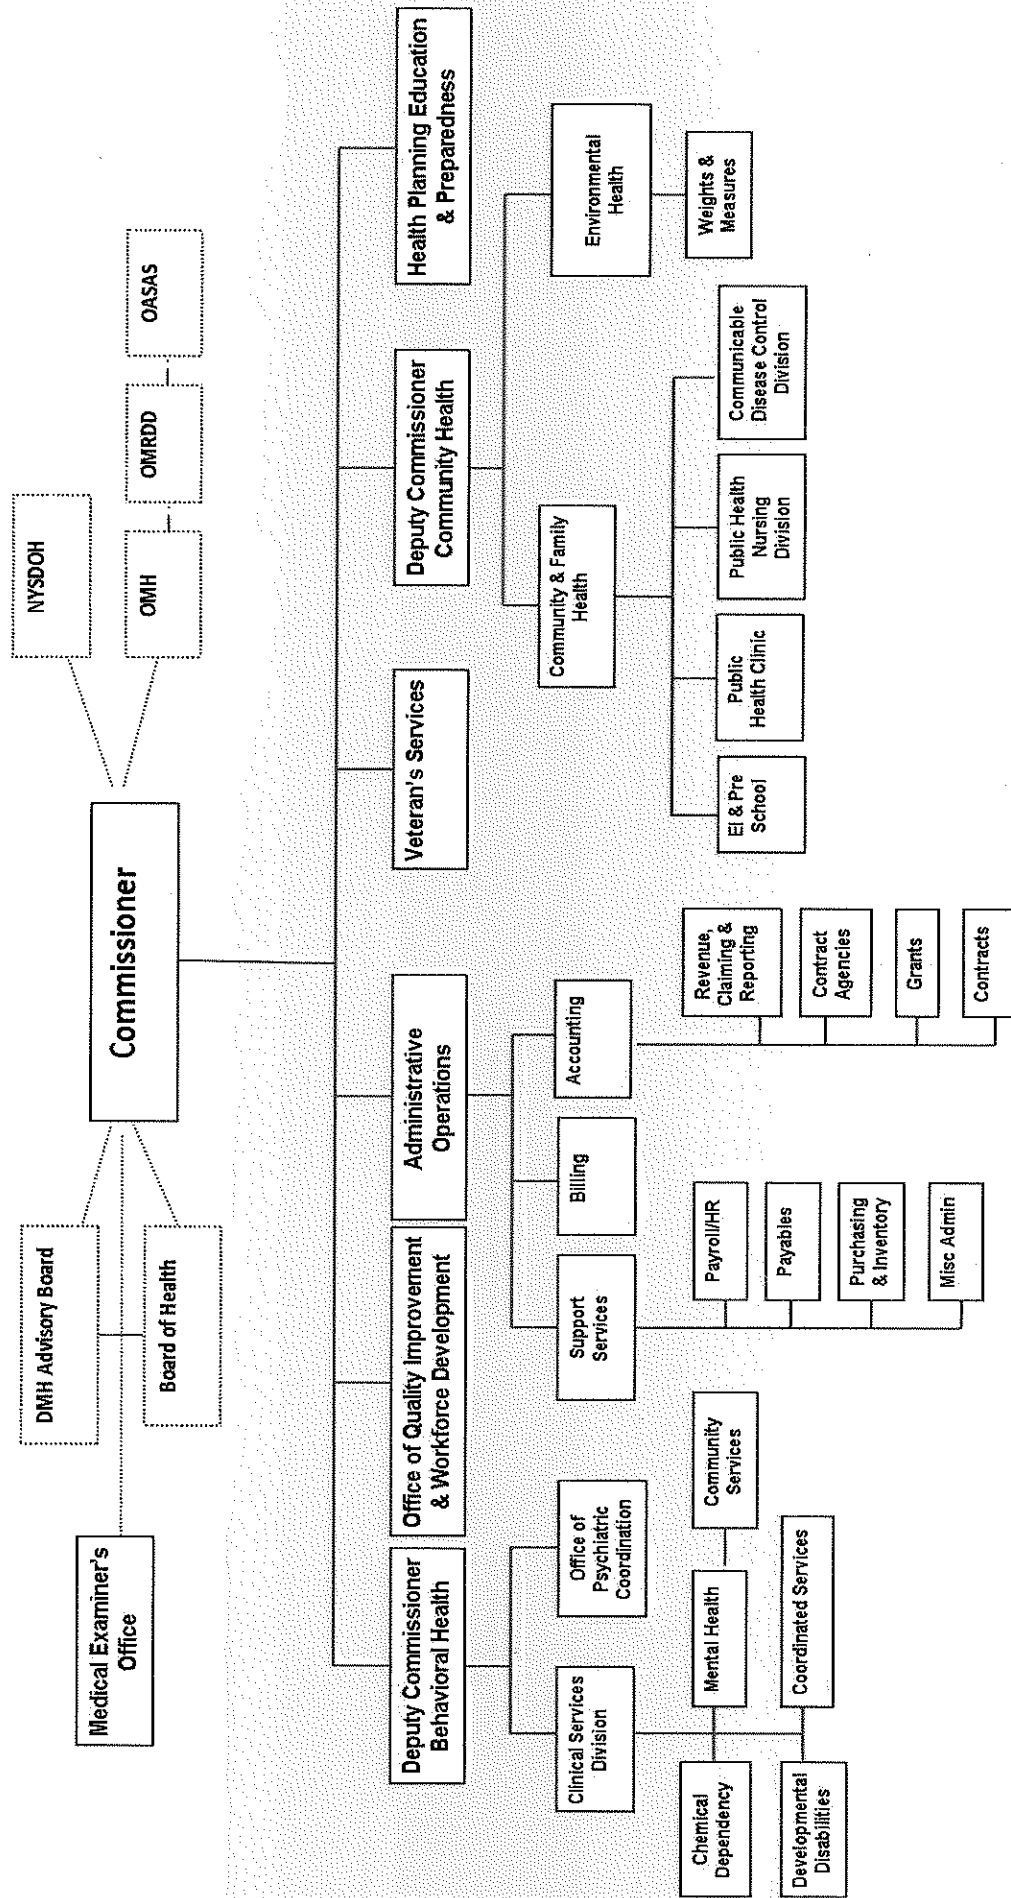 Medical Examiner's
Office
DMH Advisory Board
Board of Health
Commissioner
NYSDOH
OMH
OMRDD
OASAS
Deputy Commissioner
Behavioral Health
Office of Quality Improvement
& Workforce Development
Administrative
Operations
Veteran's Services
Deputy Commissioner
Community Health
Health Planning Education
& Preparedness
Clinical Services
Division
Office of
Psychiatric
Coordination
Support
Services
Billing
Accounting
Community & Family
Health
Environmental
Health
Chemical
Dependency
Mental Health
Community
Services
Developmental
Disabilities
Coordinated Services
Payroll/HR
Payables
Purchasing
& Inventory
Misc Admin
Revenue,
Claiming &
Reporting
Contract
Agencies
Grants
Contracts
EI & Pre
School
Public
Health Clinic
Public Health
Nursing
Division
Communicable
Disease Control
Division
Weights &
Measures